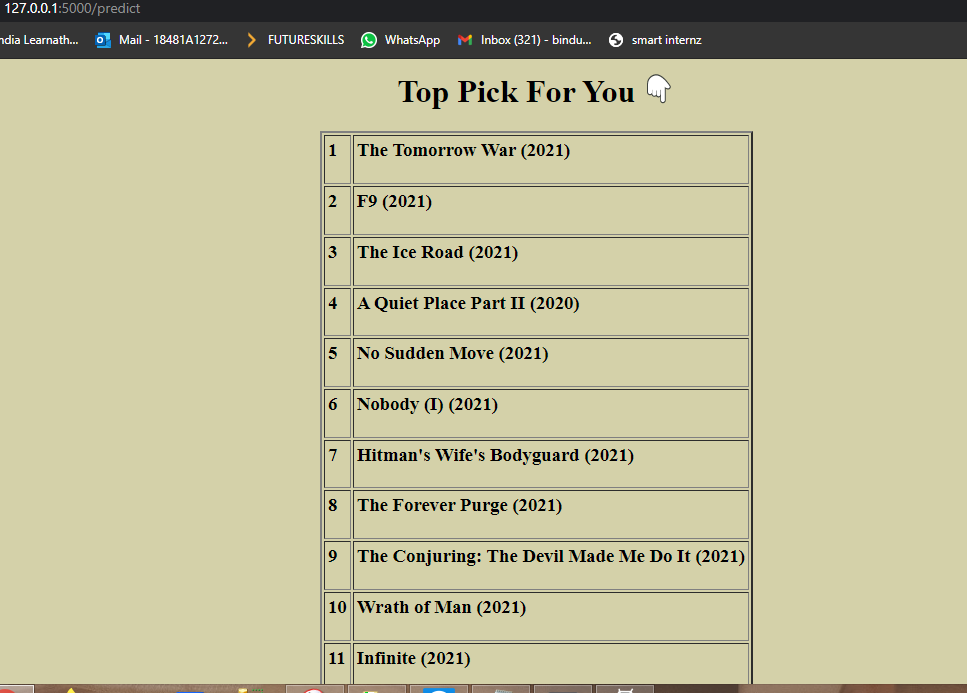 127.0.0.1:5000/predict
ndia Learnath... Mail - 18481A1272... FUTURESKILLS WhatsApp Inbox (321) - bindu... smart internz
Top Pick For You
1 The Tomorrow War (2021)
2 F9 (2021)
3 The Ice Road (2021)
4 A Quiet Place Part II (2020)
5 No Sudden Move (2021)
6 Nobody (I) (2021)
7 Hitman's Wife's Bodyguard (2021)
8 The Forever Purge (2021)
9 The Conjuring: The Devil Made Me Do It (2021)
10 Wrath of Man (2021)
11 Infinite (2021)